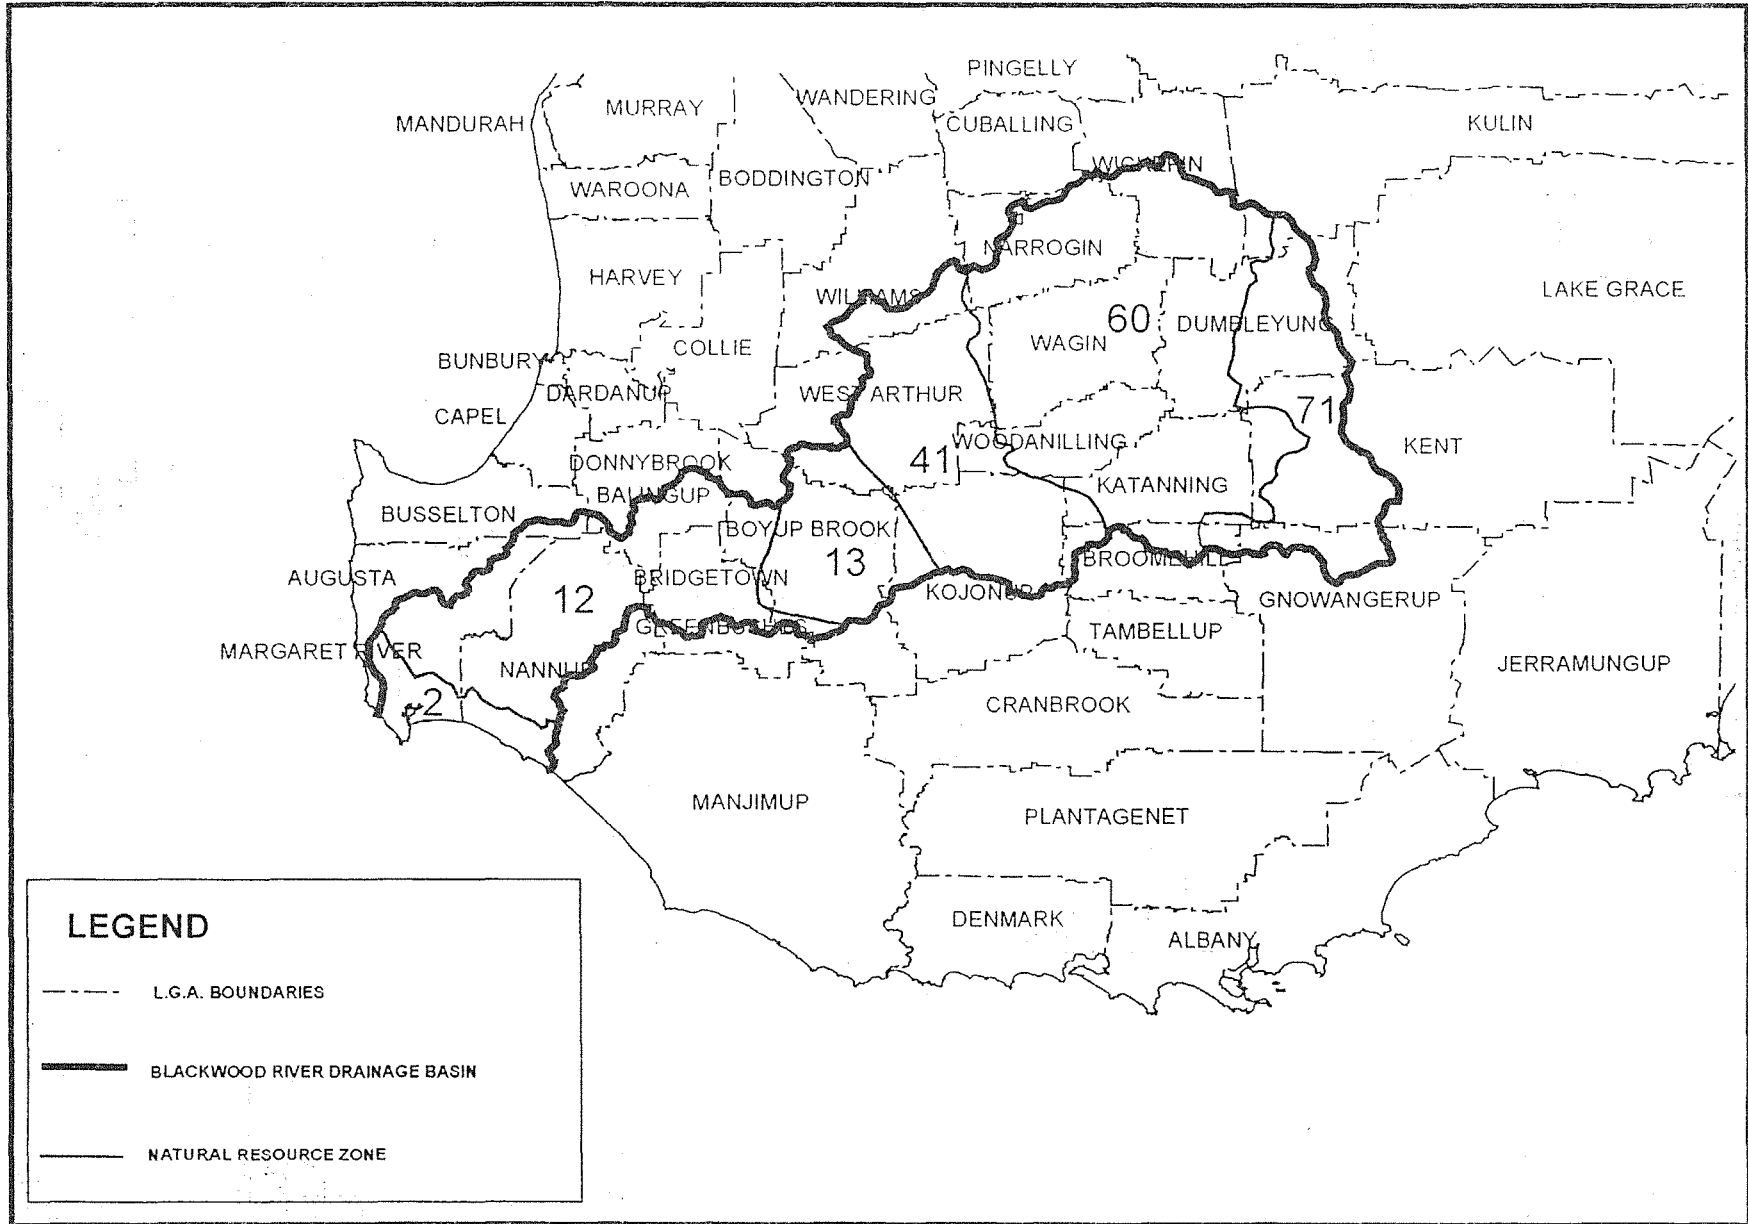 PINGELLY
WANDERING
MURRAY
MANDURAH
CUBALLING
KULIN
WICKEPIN
BODDINGTON
WAROONA
NARROGIN
HARVEY
WILLIAMS
LAKE GRACE
60
DUMBLEYUNG
WAGIN
COLLIE
BUNBURY
DARDANUP
WEST ARTHUR
CAPEL
71
KENT
WOODANILLING
41
DONNYBROOK
BALINGUP
KATANNING
BUSSELTON
BOYUP BROOK
13
BROOMEHILL
AUGUSTA
BRIDGETOWN
12
KOJONUP
GNOWANGERUP
GREENBUSHES
TAMBELLUP
MARGARET RIVER
NANNUP
JERRAMUNGUP
2
CRANBROOK
MANJIMUP
PLANTAGENET
DENMARK
ALBANY
LEGEND
L.G.A. BOUNDARIES
BLACKWOOD RIVER DRAINAGE BASIN
NATURAL RESOURCE ZONE